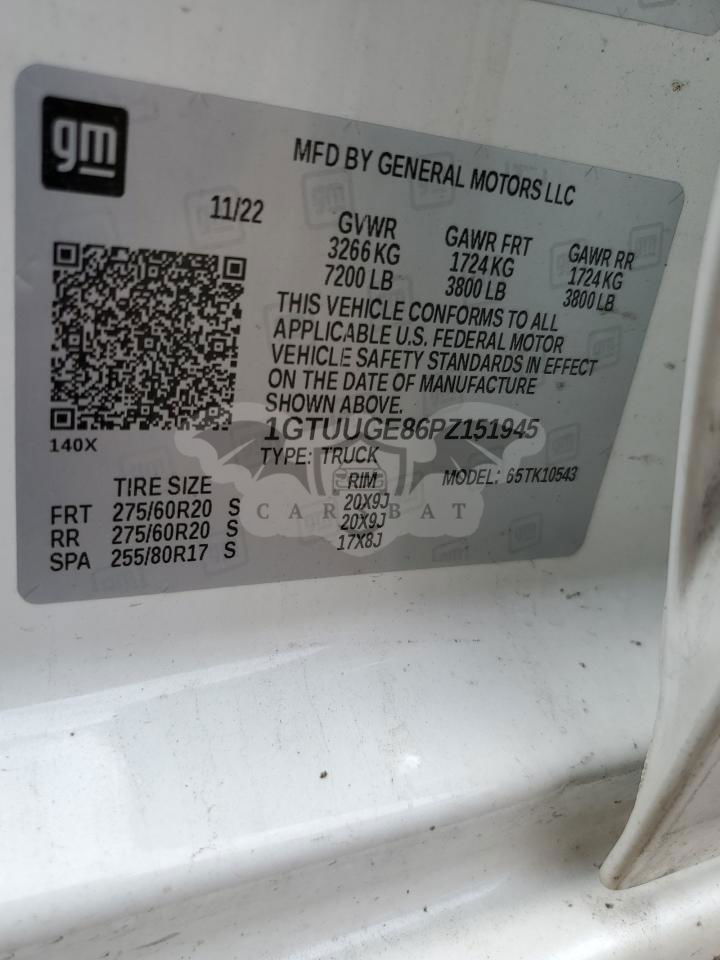 gm
MFD BY GENERAL MOTORS LLC
11/22
GVWR
3266 KG
7200 LB
GAWR FRT
1724 KG
3800 LB
GAWR RR
1724 KG
3800 LB
THIS VEHICLE CONFORMS TO ALL
APPLICABLE U.S. FEDERAL MOTOR
VEHICLE SAFETY STANDARDS IN EFFECT
ON THE DATE OF MANUFACTURE
SHOWN ABOVE.
140X
1GTUUGE86PZ151945
TYPE: TRUCK
MODEL: 65TK10543
TIRE SIZE
RIM
FRT 275/60R20 S 20X9J
RR 275/60R20 S 20X9J
SPA 255/80R17 S 17X8J
CAR BAT